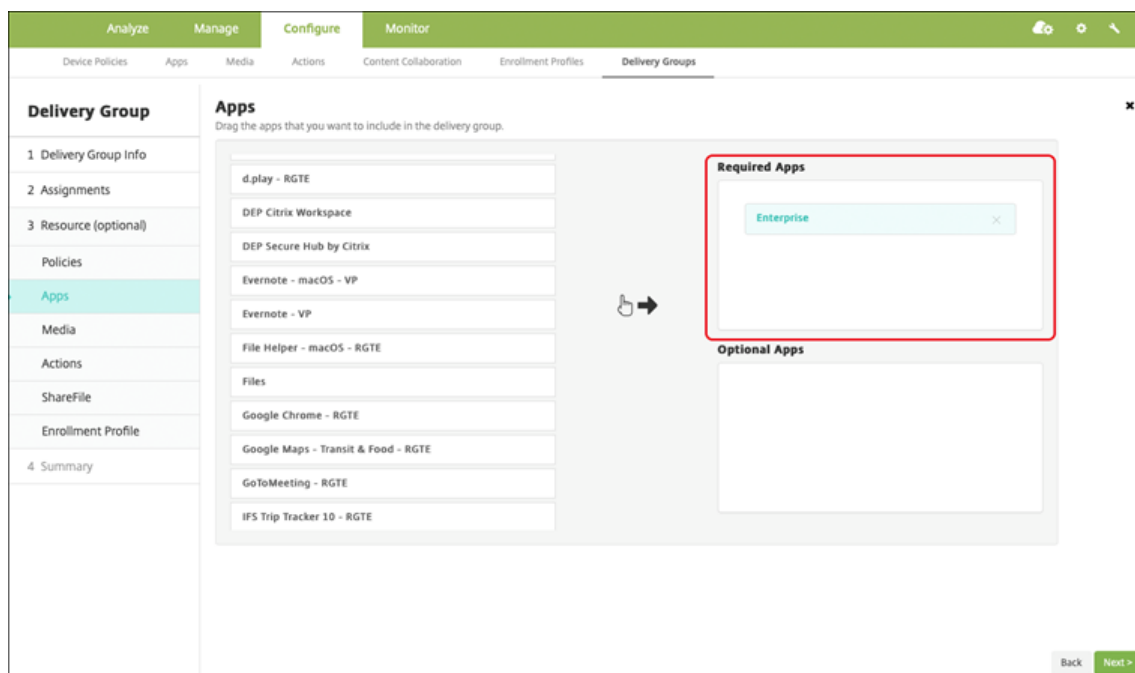 Analyze Manage Configure Monitor
Device Policies Apps Media Actions Content Collaboration Enrollment Profiles Delivery Groups
Delivery Group
1 Delivery Group Info
2 Assignments
3 Resource (optional)
Policies
Apps
Media
Actions
ShareFile
Enrollment Profile
4 Summary
Apps
Drag the apps that you want to include in the delivery group.
d.play - RGTE
DEP Citrix Workspace
DEP Secure Hub by Citrix
Evernote - macOS - VP
Evernote - VP
File Helper - macOS - RGTE
Files
Google Chrome - RGTE
Google Maps - Transit & Food - RGTE
GoToMeeting - RGTE
IFS Trip Tracker 10 - RGTE
Required Apps
Enterprise
Optional Apps
Back Next >